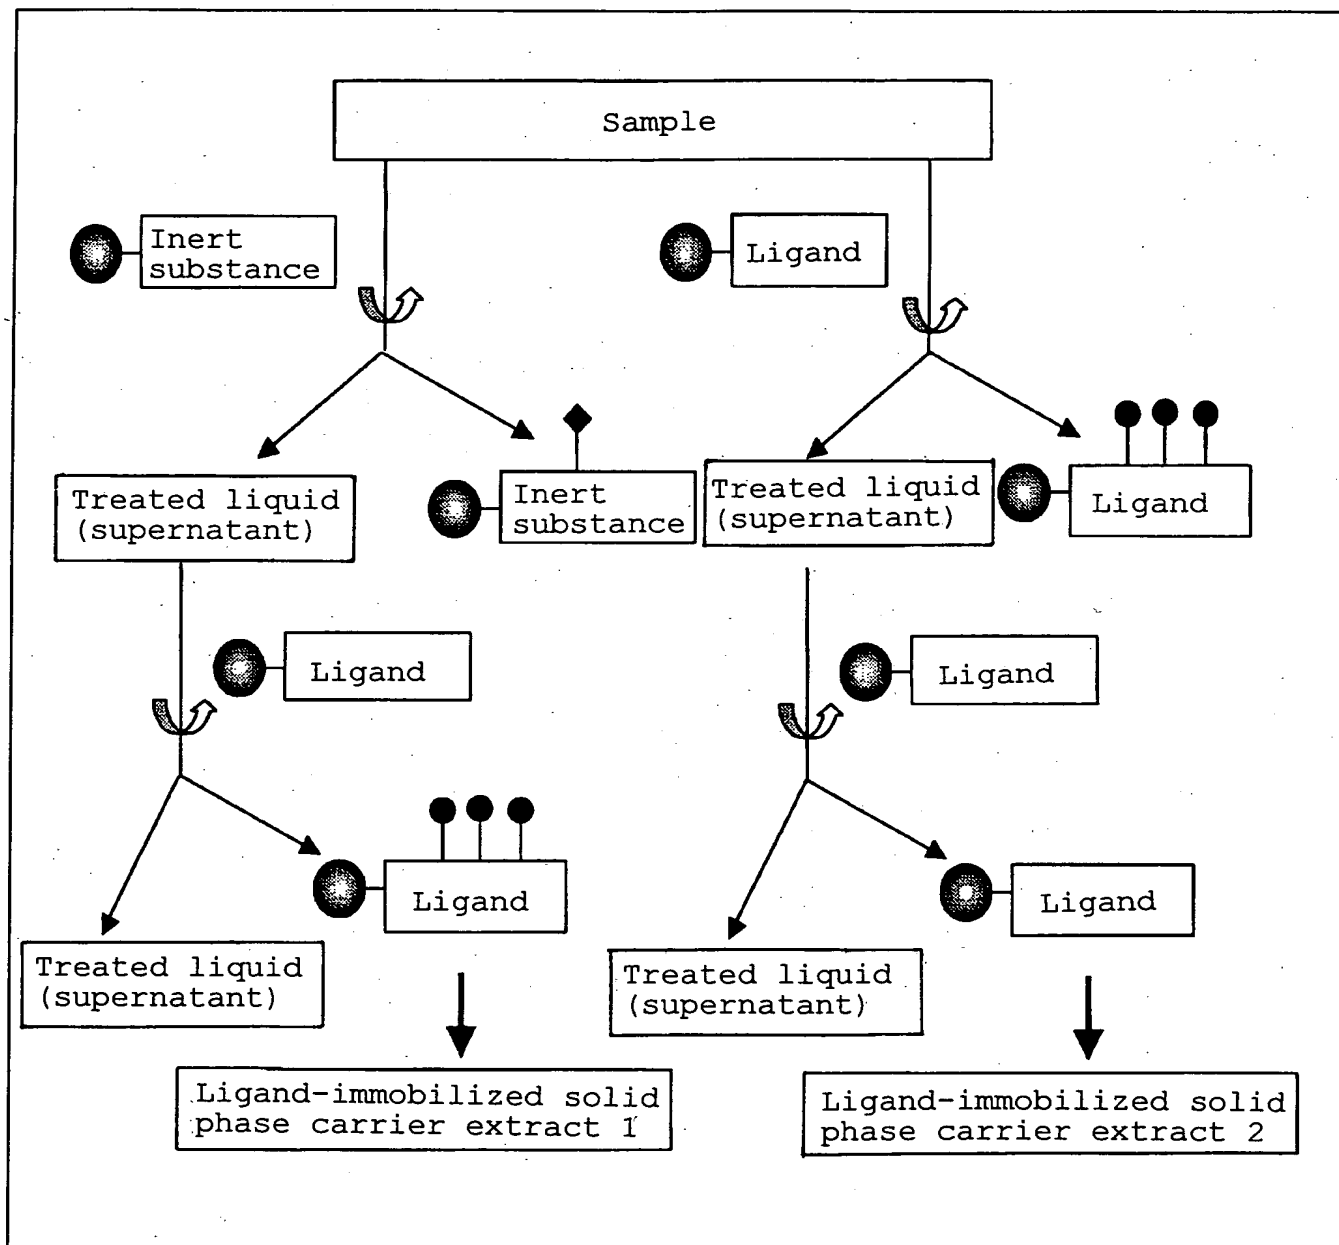 Sample
Inert
substance
Ligand
Treated liquid
(supernatant)
Inert
substance
Treated liquid
(supernatant)
Ligand
Ligand
Ligand
Ligand
Ligand
Treated liquid
(supernatant)
Treated liquid
(supernatant)
Ligand-immobilized solid
phase carrier extract 1
Ligand-immobilized solid
phase carrier extract 2